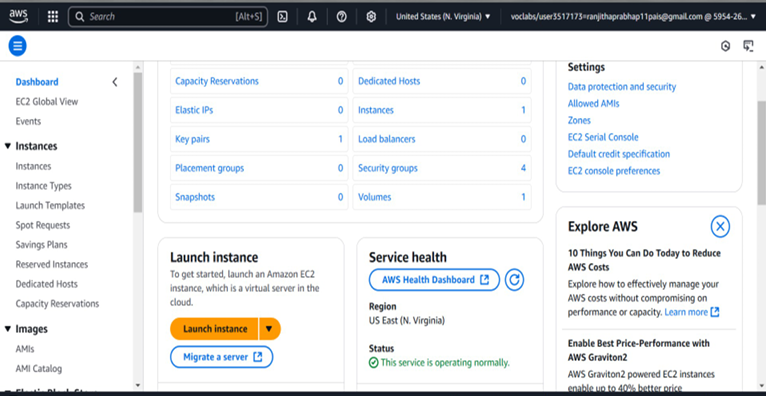 aws
Search [Alt+S]
United States (N. Virginia) ▼
voclabs/user3517173=ranjithaprabhap11pais@gmail.com @ 5954-26... ▼
Dashboard
EC2 Global View
Events
▼ Instances
Instances
Instance Types
Launch Templates
Spot Requests
Savings Plans
Reserved Instances
Dedicated Hosts
Capacity Reservations
▼ Images
AMIs
AMI Catalog
Capacity Reservations 0
Dedicated Hosts 0
Elastic IPs 0
Instances 1
Key pairs 1
Load balancers 0
Placement groups 0
Security groups 4
Snapshots 0
Volumes 1
Launch instance
To get started, launch an Amazon EC2
instance, which is a virtual server in the
cloud.
Launch instance ▼
Migrate a server
Service health
AWS Health Dashboard
Region
US East (N. Virginia)
Status
This service is operating normally.
Settings
Data protection and security
Allowed AMIs
Zones
EC2 Serial Console
Default credit specification
EC2 console preferences
Explore AWS
10 Things You Can Do Today to Reduce
AWS Costs
Explore how to effectively manage your
AWS costs without compromising on
performance or capacity. Learn more
Enable Best Price-Performance with
AWS Graviton2
AWS Graviton2 powered EC2 instances
enable up to 40% better price